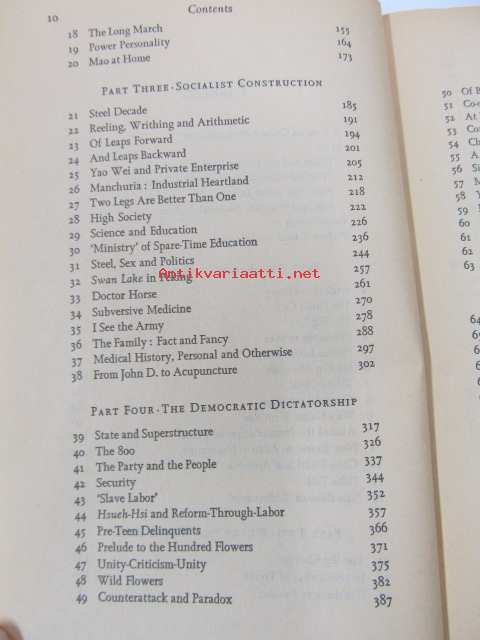 10 Contents
18 The Long March 155
19 Power Personality 164
20 Mao at Home 173
PART THREE · SOCIALIST CONSTRUCTION
21 Steel Decade 185
22 Reeling, Writhing and Arithmetic 191
23 Of Leaps Forward 194
24 And Leaps Backward 201
25 Yao Wei and Private Enterprise 205
26 Manchuria: Industrial Heartland 212
27 Two Legs Are Better Than One 218
28 High Society 222
29 Science and Education 226
30 'Ministry' of Spare-Time Education 236
31 Steel, Sex and Politics 244
32 Swan Lake in Peking 257
Antikvariaatti.net
33 Doctor Horse 261
34 Subversive Medicine 270
35 I See the Army 278
36 The Family: Fact and Fancy 288
37 Medical History, Personal and Otherwise 297
38 From John D. to Acupuncture 302
PART FOUR · THE DEMOCRATIC DICTATORSHIP
39 State and Superstructure 317
40 The 800 326
41 The Party and the People 337
42 Security 344
43 'Slave Labor' 352
44 Hsueh-Hsi and Reform-Through-Labor 357
45 Pre-Teen Delinquents 366
46 Prelude to the Hundred Flowers 371
47 Unity-Criticism-Unity 375
48 Wild Flowers 382
49 Counterattack and Paradox 387
50 Of
51
52 At
53
54
55 A
56
57
58
59
60
61
62
63